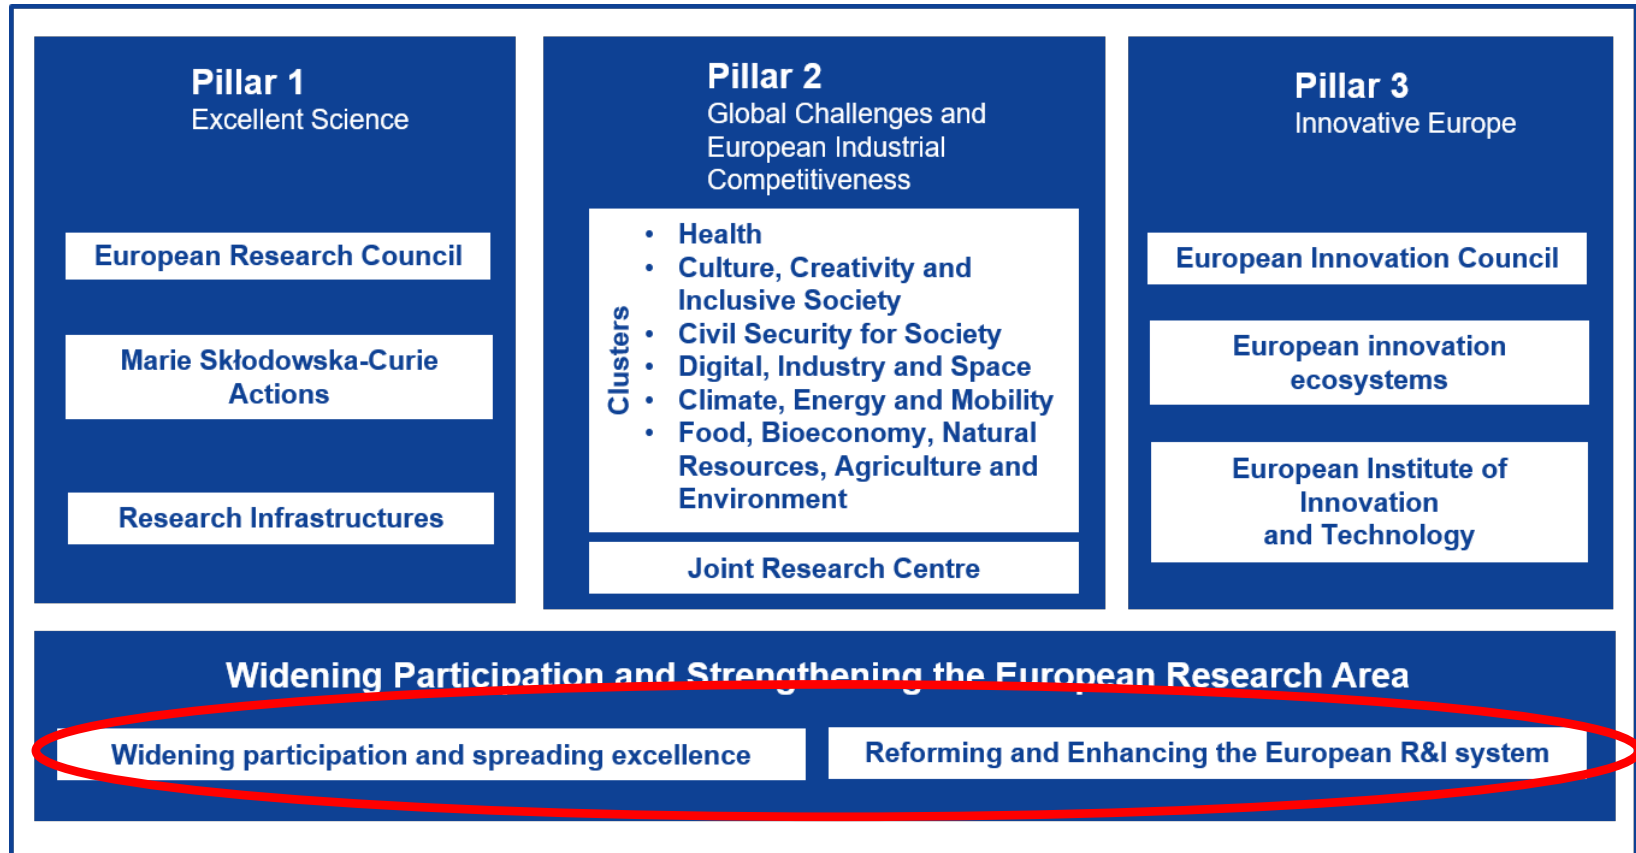 Pillar 1
Excellent Science
European Research Council
Marie Skłodowska-Curie
Actions
Research Infrastructures
Pillar 2
Global Challenges and
European Industrial
Competitiveness
Clusters
• Health
• Culture, Creativity and
Inclusive Society
• Civil Security for Society
• Digital, Industry and Space
• Climate, Energy and Mobility
• Food, Bioeconomy, Natural
Resources, Agriculture and
Environment
Joint Research Centre
Pillar 3
Innovative Europe
European Innovation Council
European innovation
ecosystems
European Institute of
Innovation
and Technology
Widening Participation and Strengthening the European Research Area
Widening participation and spreading excellence
Reforming and Enhancing the European R&I system